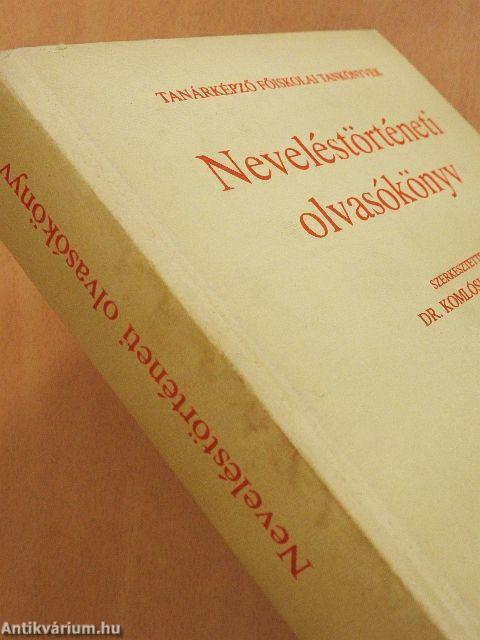 TANÁRKÉPZŐ FŐISKOLAI TANKÖNYVEK
Neveléstörténeti
olvasókönyv
SZERKESZTETTE
DR.
Neveléstörténeti olvasókönyv
Antikvárium.hu